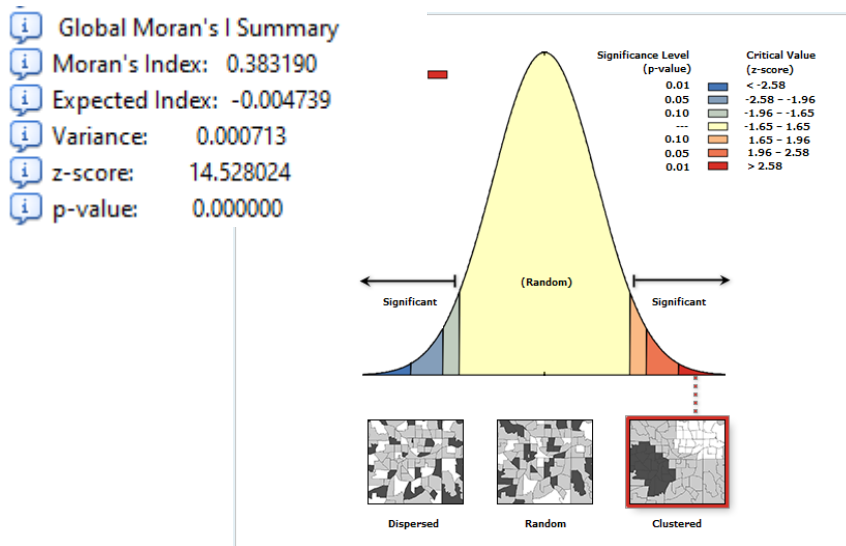 Global Moran's I Summary
Moran's Index: 0.383190
Expected Index: -0.004739
Variance: 0.000713
z-score: 14.528024
p-value: 0.000000
Significance Level
(p-value)
Critical Value
(z-score)
0.01 < -2.58
0.05 -2.58 – -1.96
0.10 -1.96 – -1.65
--- -1.65 – 1.65
0.10 1.65 – 1.96
0.05 1.96 – 2.58
0.01 > 2.58
(Random)
Significant
Significant
Dispersed
Random
Clustered